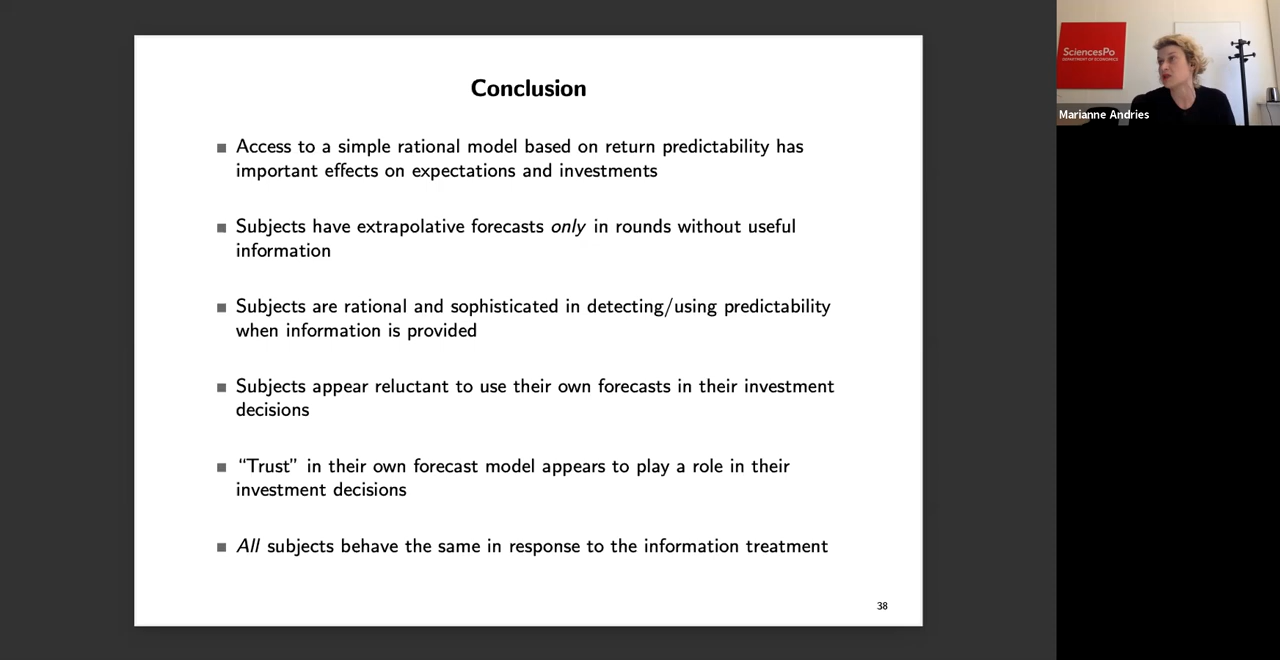 Conclusion
■ Access to a simple rational model based on return predictability has
important effects on expectations and investments
■ Subjects have extrapolative forecasts only in rounds without useful
information
■ Subjects are rational and sophisticated in detecting/using predictability
when information is provided
■ Subjects appear reluctant to use their own forecasts in their investment
decisions
■ “Trust” in their own forecast model appears to play a role in their
investment decisions
■ All subjects behave the same in response to the information treatment
38
SciencesPo
DEPARTMENT OF ECONOMICS
Marianne Andries